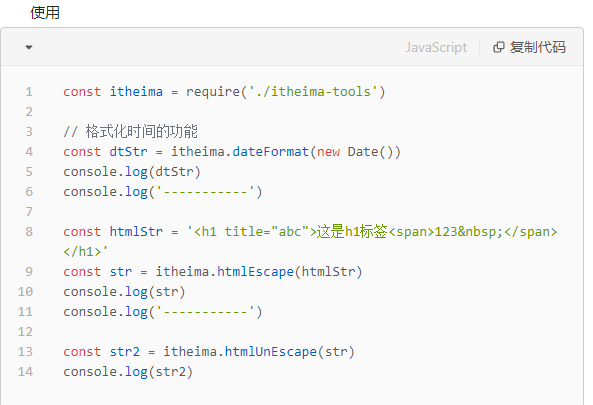 使用
JavaScript 复制代码
1 const itheima = require('./itheima-tools')
2
3 // 格式化时间的功能
4 const dtStr = itheima.dateFormat(new Date())
5 console.log(dtStr)
6 console.log('-----------')
7
8 const htmlStr = '<h1 title="abc">这是h1标签<span>123&nbsp;</span>
</h1>'
9 const str = itheima.htmlEscape(htmlStr)
10 console.log(str)
11 console.log('-----------')
12
13 const str2 = itheima.htmlUnEscape(str)
14 console.log(str2)